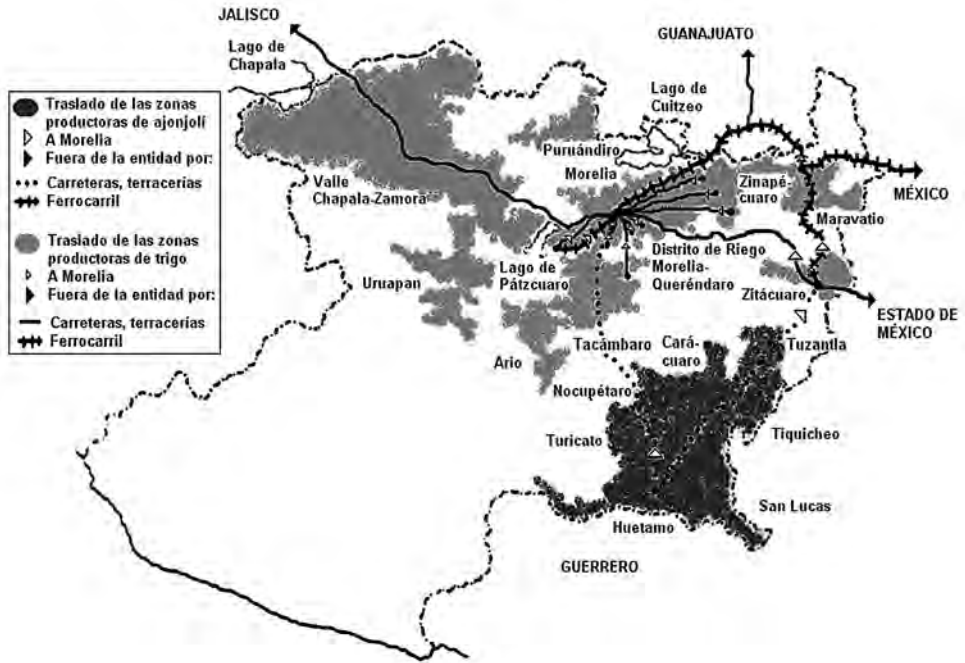 JALISCO
Lago de
Chapala
GUANAJUATO
Lago de
Cuitzeo
Traslado de las zonas
productoras de ajonjolí
A Morelia
Fuera de la entidad por:
Carreteras, terracerías
Ferrocarril
Traslado de las zonas
productoras de trigo
A Morelia
Fuera de la entidad por:
Carreteras, terracerías
Ferrocarril
Puruándiro
Morelia
Valle
Chapala-Zamora
Zinapé-
cuaro
MÉXICO
Maravatio
Lago de
Pátzcuaro
Distrito de Riego
Morelia-
Queréndaro
Uruapan
Zitácuaro
ESTADO DE
MÉXICO
Tacámbaro
Cará-
cuaro
Tuzantla
Ario
Nocupétaro
Turicato
Tiquicheo
San Lucas
Huetamo
GUERRERO